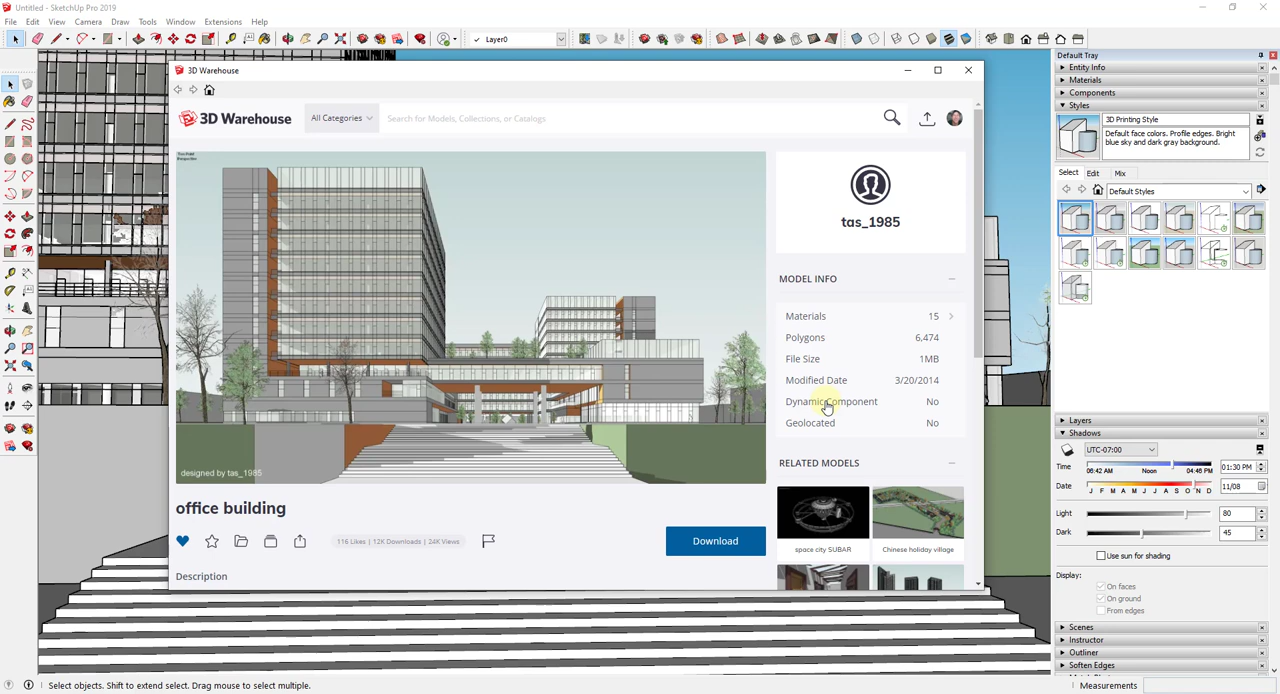 Untitled - SketchUp Pro 2019
File Edit View Camera Draw Tools Window Extensions Help
Layer0
Default Tray
Entity Info
Materials
Components
Styles
3D Printing Style
Default face colors. Profile edges. Bright blue sky and dark gray background.
Select Edit Mix
Default Styles
Layers
Shadows
UTC-07:00
Time
06:42 AM Noon 04:46 PM
01:30 PM
Date
J F M A M J J A S O N D
11/08
Light 80
Dark 45
Use sun for shading
Display:
On faces
On ground
From edges
Scenes
Instructor
Outliner
Soften Edges
3D Warehouse
3D Warehouse
All Categories
Search for Models, Collections, or Catalogs
Two Point
Perspective
designed by tas_1985
office building
116 Likes | 12K Downloads | 24K Views
Download
Description
tas_1985
MODEL INFO
Materials 15
Polygons 6,474
File Size 1MB
Modified Date 3/20/2014
Dynamic Component No
Geolocated No
RELATED MODELS
space city SUBAR
Chinese holiday village
Select objects. Shift to extend select. Drag mouse to select multiple.
Measurements